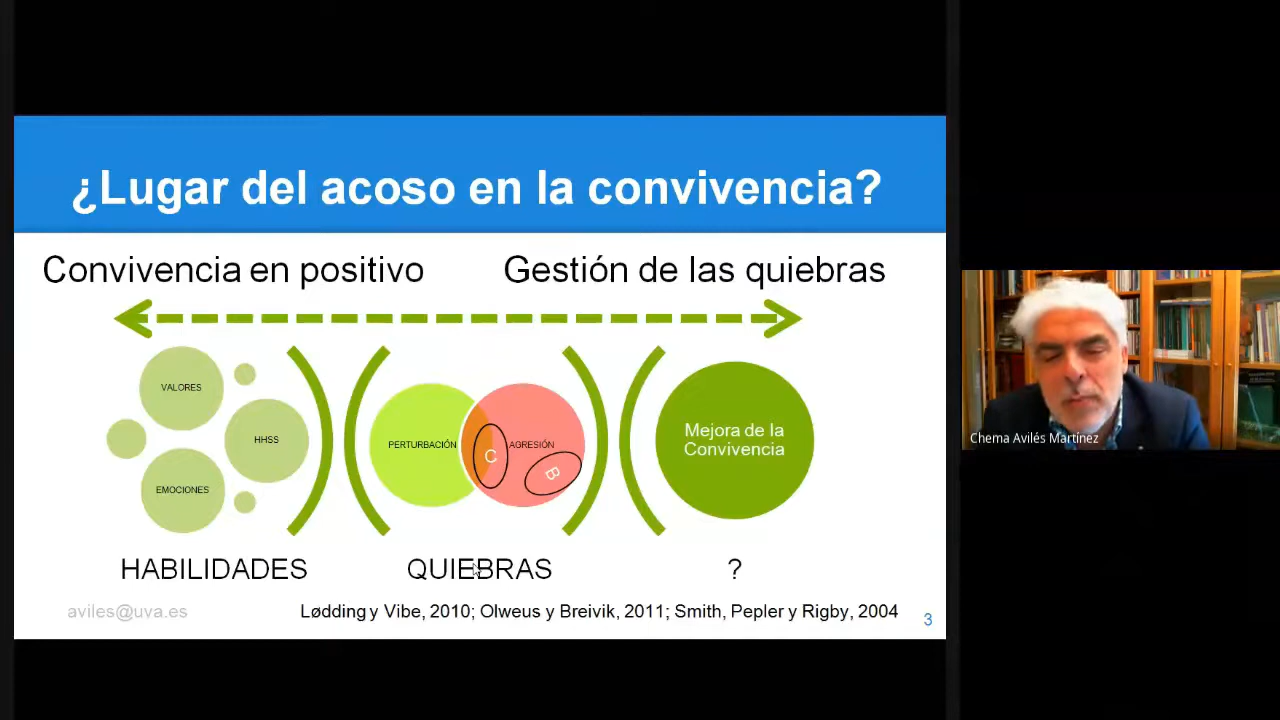 ¿Lugar del acoso en la convivencia?
Convivencia en positivo
Gestión de las quiebras
VALORES
HHSS
EMOCIONES
PERTURBACIÓN
AGRESIÓN
C
B
Mejora de la
Convivencia
HABILIDADES
QUIEBRAS
?
aviles@uva.es
Lødding y Vibe, 2010; Olweus y Breivik, 2011; Smith, Pepler y Rigby, 2004
3
Chema Avilés Martínez